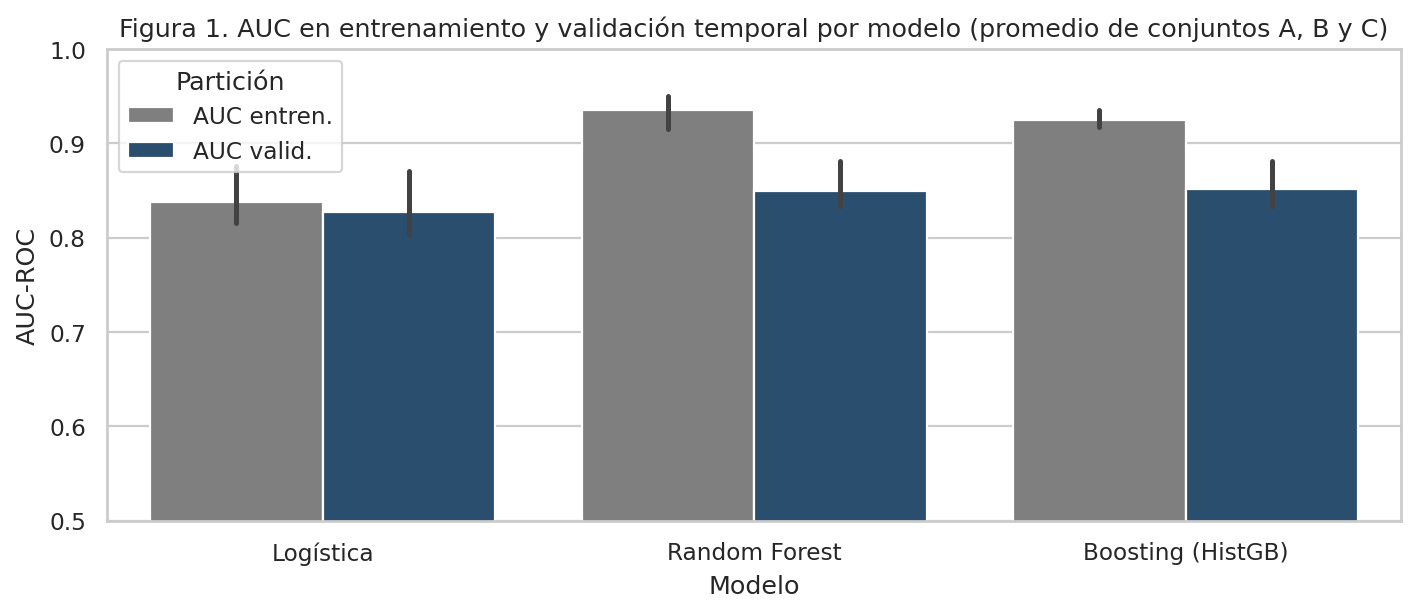 Figura 1. AUC en entrenamiento y validación temporal por modelo (promedio de conjuntos A, B y C)
Partición
AUC entren.
AUC valid.
AUC-ROC
1.0
0.9
0.8
0.7
0.6
0.5
Logística
Random Forest
Boosting (HistGB)
Modelo